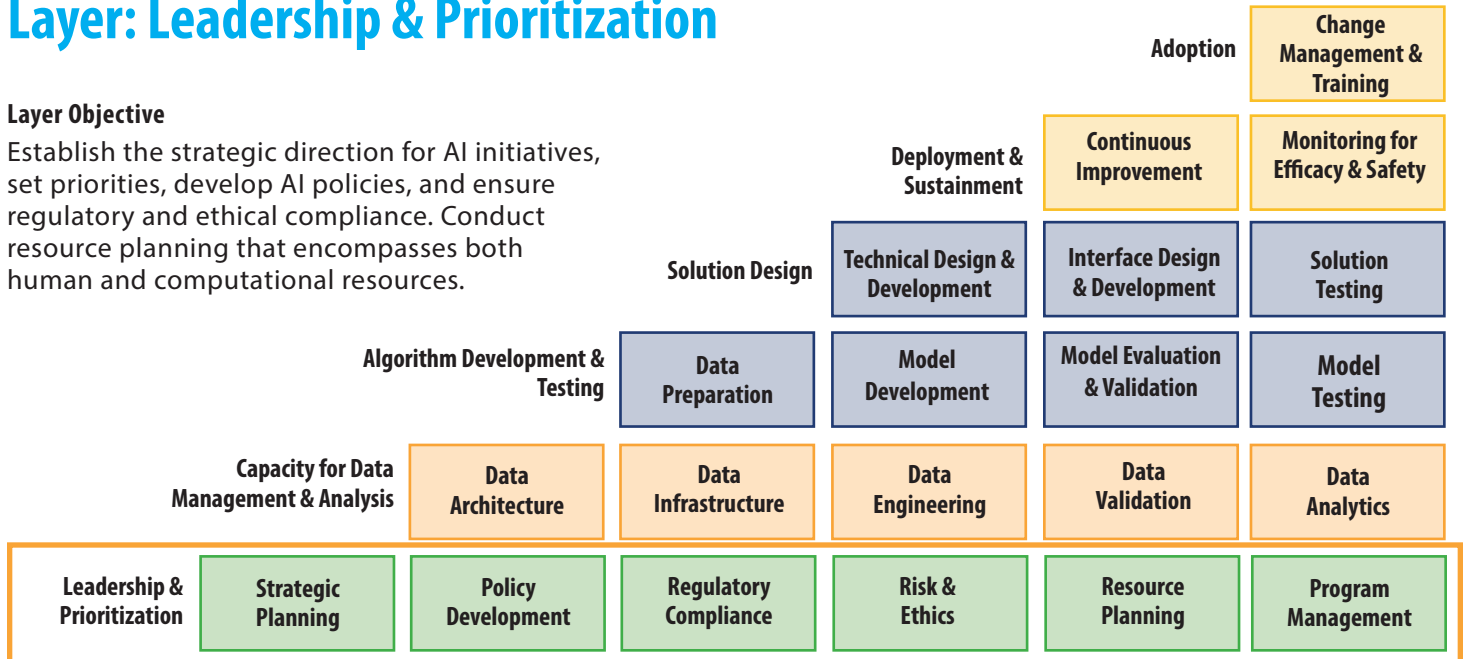 Layer: Leadership & Prioritization
Layer Objective
Establish the strategic direction for AI initiatives,
set priorities, develop AI policies, and ensure
regulatory and ethical compliance. Conduct
resource planning that encompasses both
human and computational resources.
Adoption
Change
Management &
Training
Deployment &
Sustainment
Continuous
Improvement
Monitoring for
Efficacy & Safety
Solution Design
Technical Design &
Development
Interface Design
& Development
Solution
Testing
Algorithm Development &
Testing
Data
Preparation
Model
Development
Model Evaluation
& Validation
Model
Testing
Capacity for Data
Management & Analysis
Data
Architecture
Data
Infrastructure
Data
Engineering
Data
Validation
Data
Analytics
Leadership &
Prioritization
Strategic
Planning
Policy
Development
Regulatory
Compliance
Risk &
Ethics
Resource
Planning
Program
Management